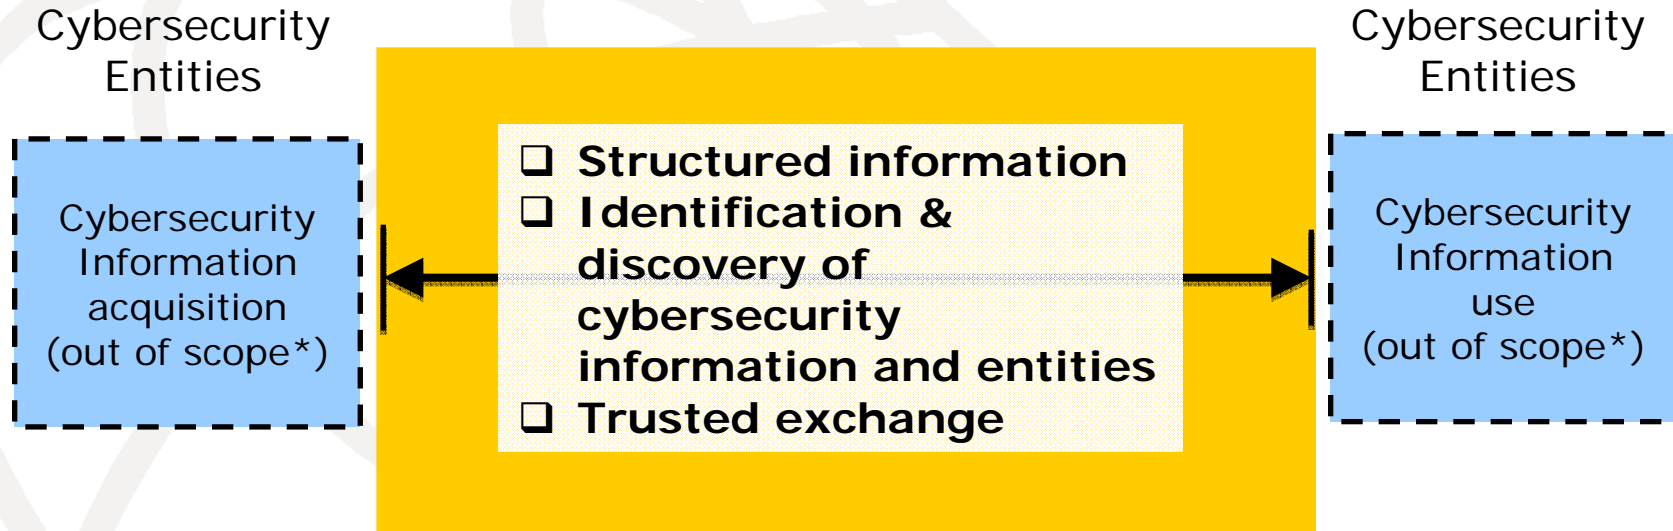 Cybersecurity
Entities
Cybersecurity
Information
acquisition
(out of scope*)
❑ Structured information
❑ Identification &
discovery of
cybersecurity
information and entities
❑ Trusted exchange
Cybersecurity
Entities
Cybersecurity
Information
use
(out of scope*)